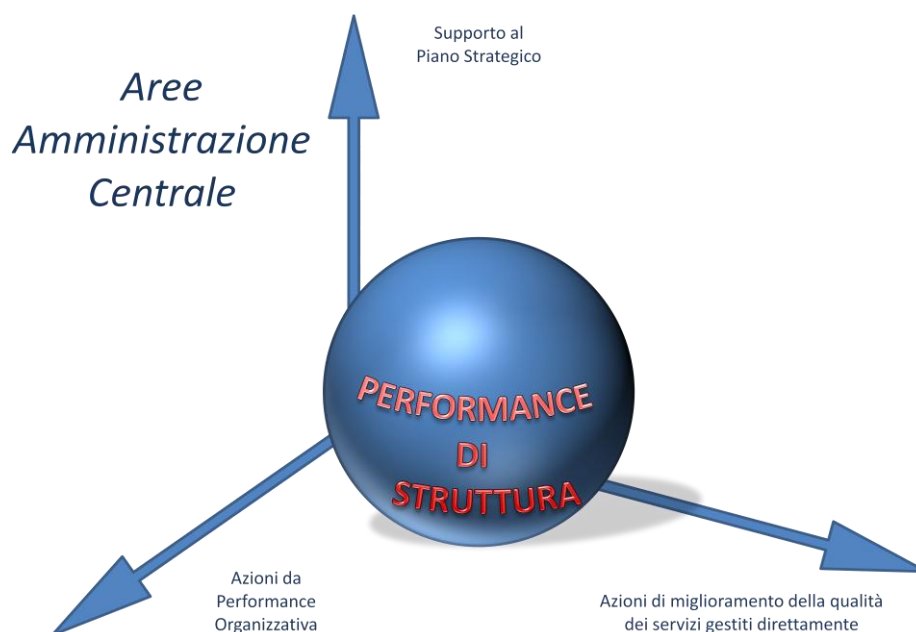 Supporto al
Piano Strategico
Aree
Amministrazione
Centrale
PERFORMANCE
DI
STRUTTURA
Azioni da
Performance
Organizzativa
Azioni di miglioramento della qualità
dei servizi gestiti direttamente